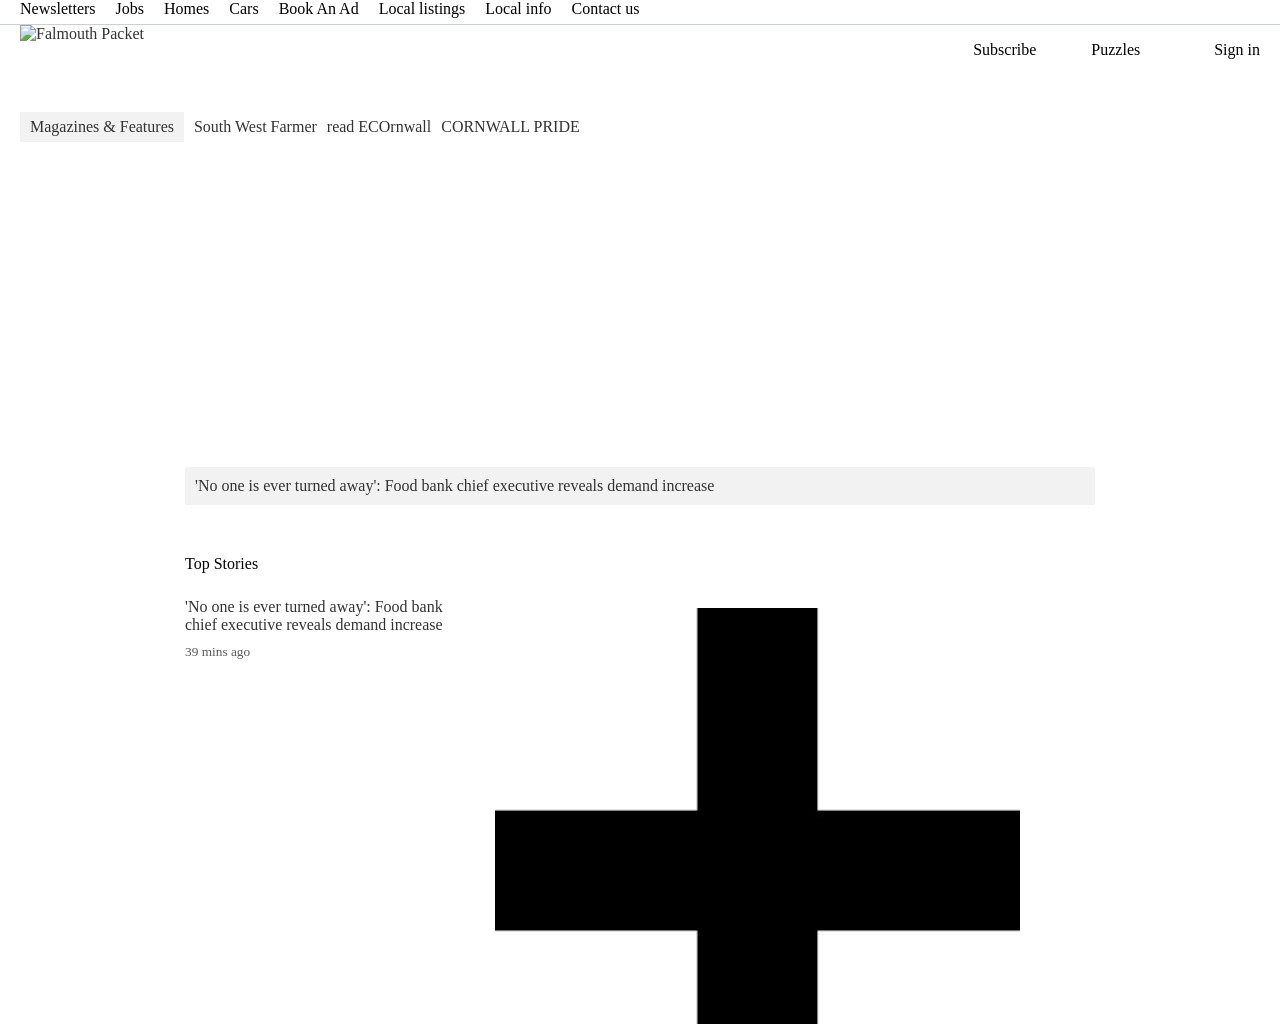 Newsletters Jobs Homes Cars Book An Ad Local listings Local info Contact us
Falmouth Packet
Subscribe Puzzles Sign in
Magazines & Features South West Farmer read ECOrnwall CORNWALL PRIDE
'No one is ever turned away': Food bank chief executive reveals demand increase
Top Stories
'No one is ever turned away': Food bank
chief executive reveals demand increase
39 mins ago